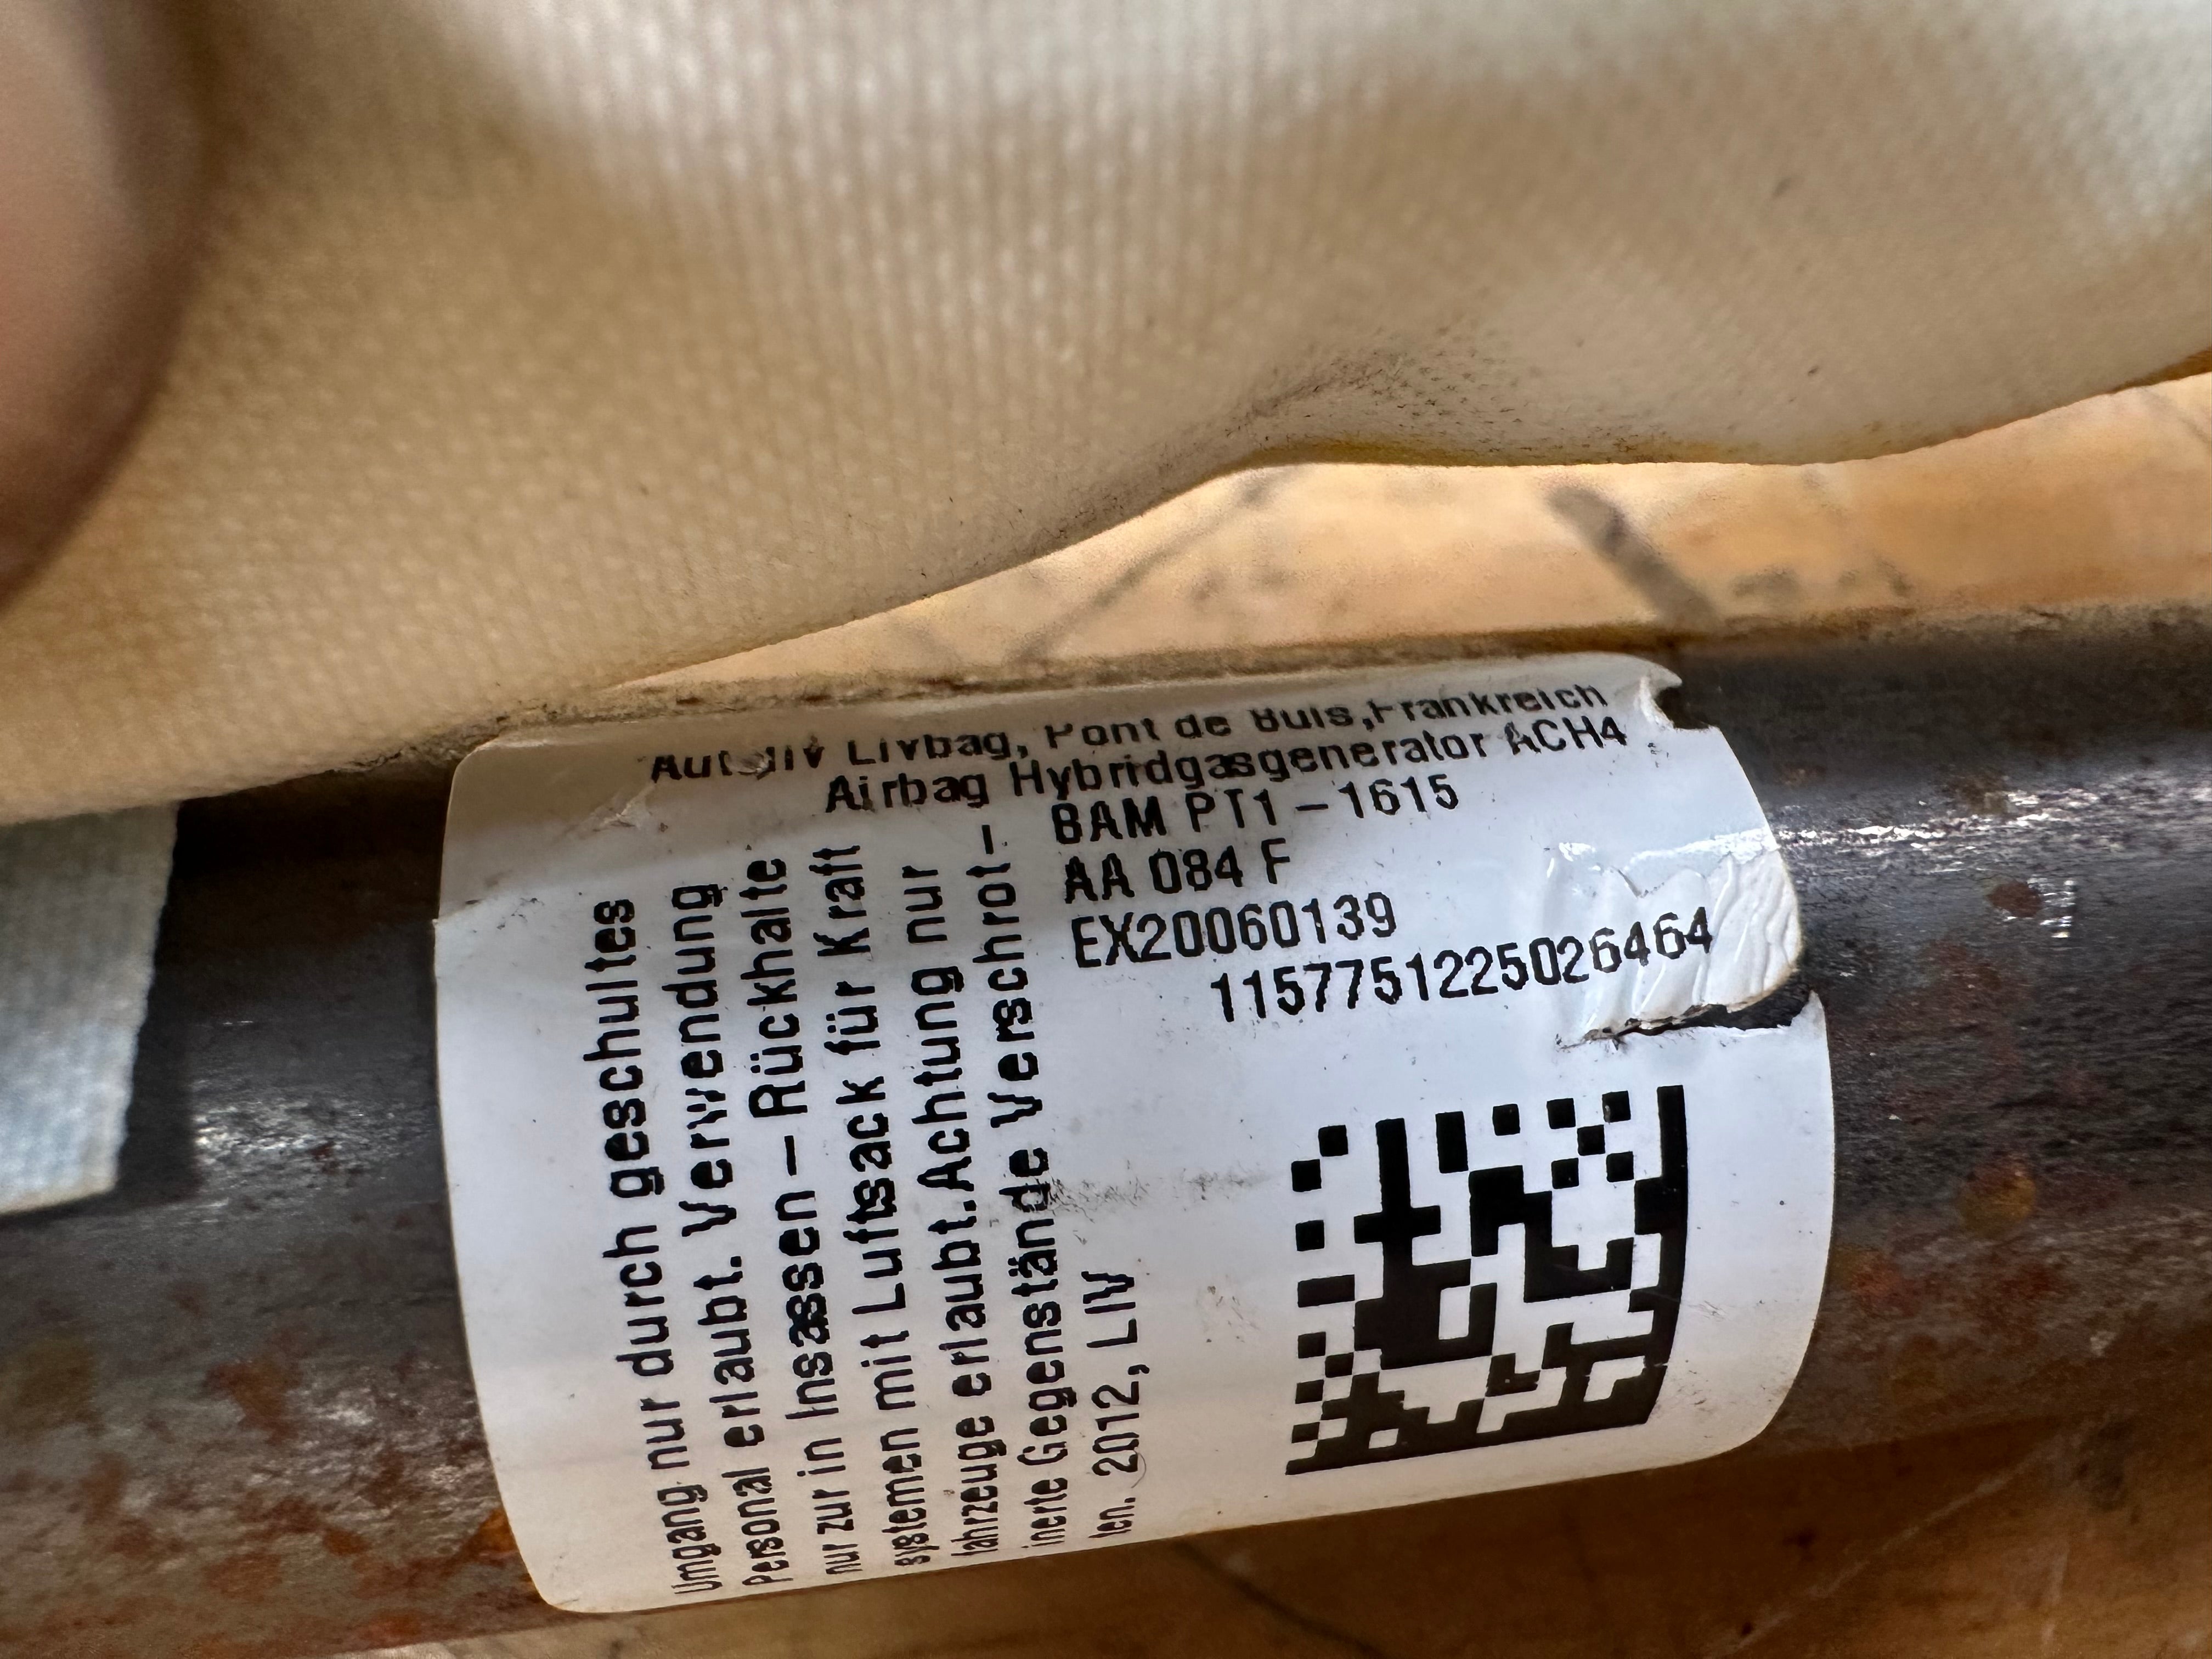 Autoliv Livbag, Pont de Buis,Frankreich
Airbag Hybridgasgenerator ACH4
BAM PT1-1615
AA 084 F
EX20060139
1157751225026464
Umgang nur durch geschultes
Personal erlaubt. Verwendung
nur zur in Insassen-Rückhalte
systemen mit Luftsack für Kraft
fahrzeuge erlaubt.Achtung nur
inerte Gegenstände Verschrot-
ten. 2012, LIV